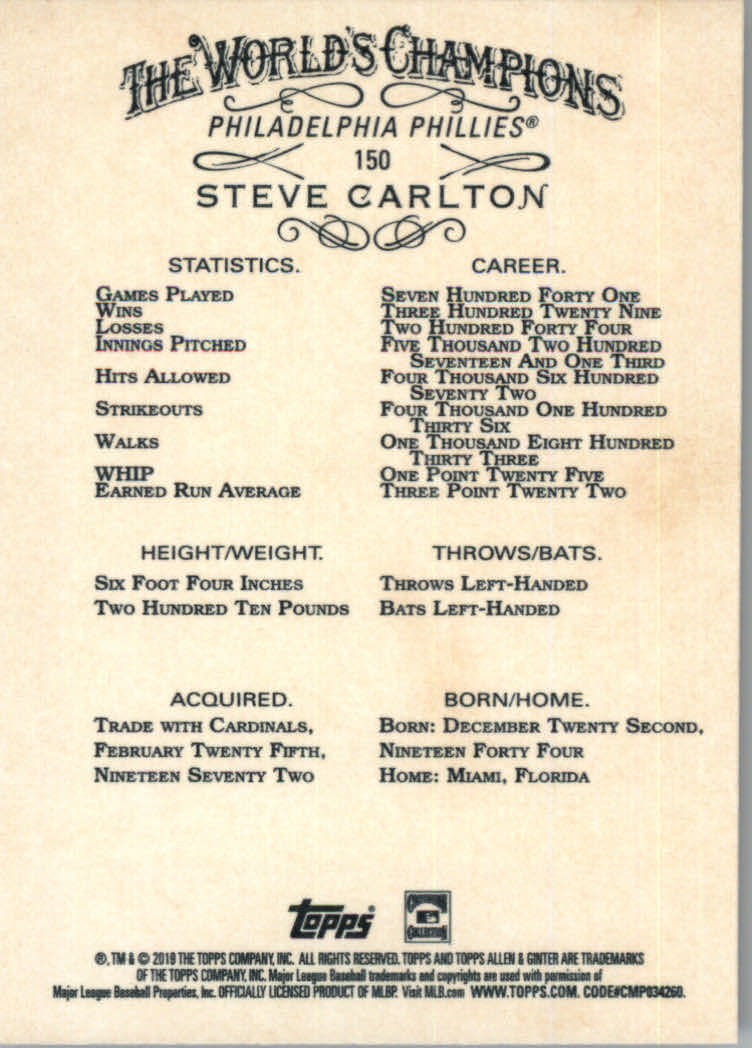 THE WORLD'S CHAMPIONS
PHILADELPHIA PHILLIES®
150
STEVE CARLTON
STATISTICS. CAREER.
GAMES PLAYED SEVEN HUNDRED FORTY ONE
WINS THREE HUNDRED TWENTY NINE
LOSSES TWO HUNDRED FORTY FOUR
INNINGS PITCHED FIVE THOUSAND TWO HUNDRED
SEVENTEEN AND ONE THIRD
HITS ALLOWED FOUR THOUSAND SIX HUNDRED
SEVENTY TWO
STRIKEOUTS FOUR THOUSAND ONE HUNDRED
THIRTY SIX
WALKS ONE THOUSAND EIGHT HUNDRED
THIRTY THREE
WHIP ONE POINT TWENTY FIVE
EARNED RUN AVERAGE THREE POINT TWENTY TWO
HEIGHT/WEIGHT.
SIX FOOT FOUR INCHES
TWO HUNDRED TEN POUNDS
THROWS/BATS.
THROWS LEFT-HANDED
BATS LEFT-HANDED
ACQUIRED.
TRADE WITH CARDINALS,
FEBRUARY TWENTY FIFTH,
NINETEEN SEVENTY TWO
BORN/HOME.
BORN: DECEMBER TWENTY SECOND,
NINETEEN FORTY FOUR
HOME: MIAMI, FLORIDA
Topps
COLLECTION
®, TM & © 2019 THE TOPPS COMPANY, INC. ALL RIGHTS RESERVED. TOPPS AND TOPPS ALLEN & GINTER ARE TRADEMARKS
OF THE TOPPS COMPANY, INC. Major League Baseball trademarks and copyrights are used with permission of
Major League Baseball Properties, Inc. OFFICIALLY LICENSED PRODUCT OF MLBP. Visit MLB.com WWW.TOPPS.COM. CODE#CMP034260.